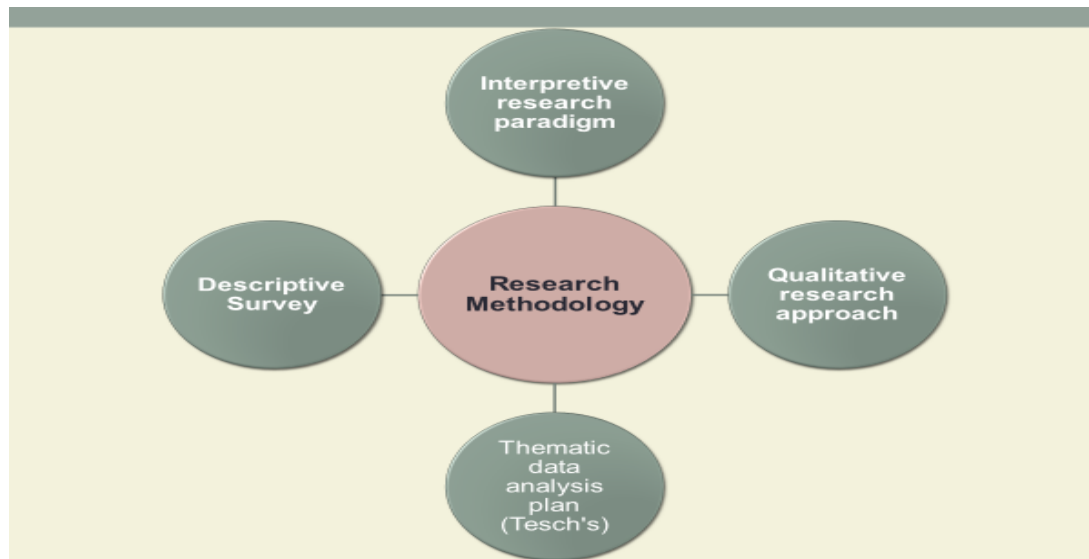 Interpretive
research
paradigm
Descriptive
Survey
Research
Methodology
Qualitative
research
approach
Thematic
data
analysis
plan
(Tesch's)